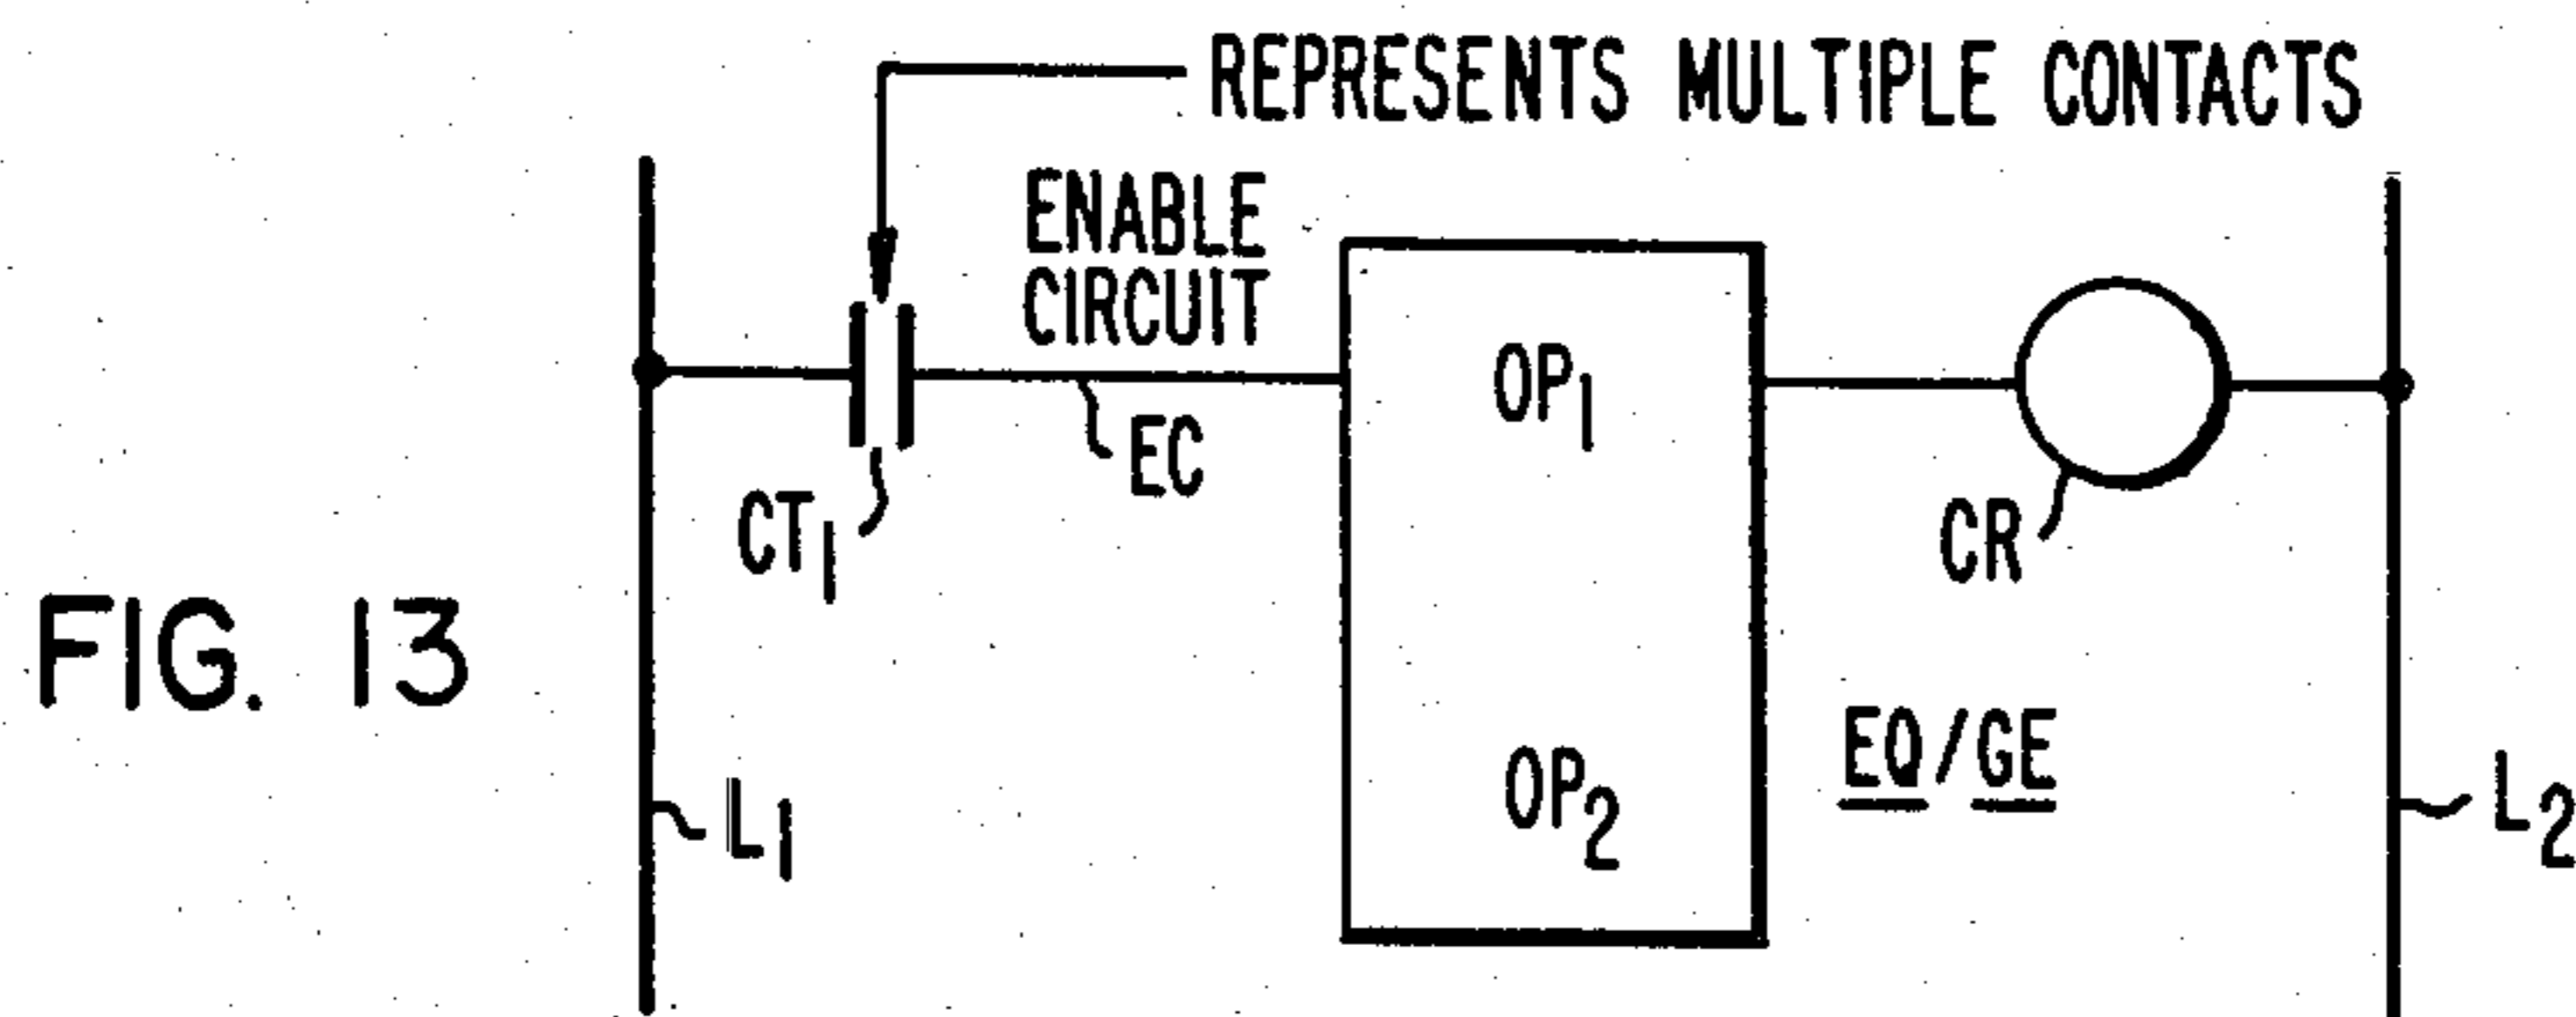 REPRESENTS MULTIPLE CONTACTS
ENABLE
CIRCUIT
OP1
EC
CT1
CR
FIG. 13
EQ/GE
OP2
L1
L2